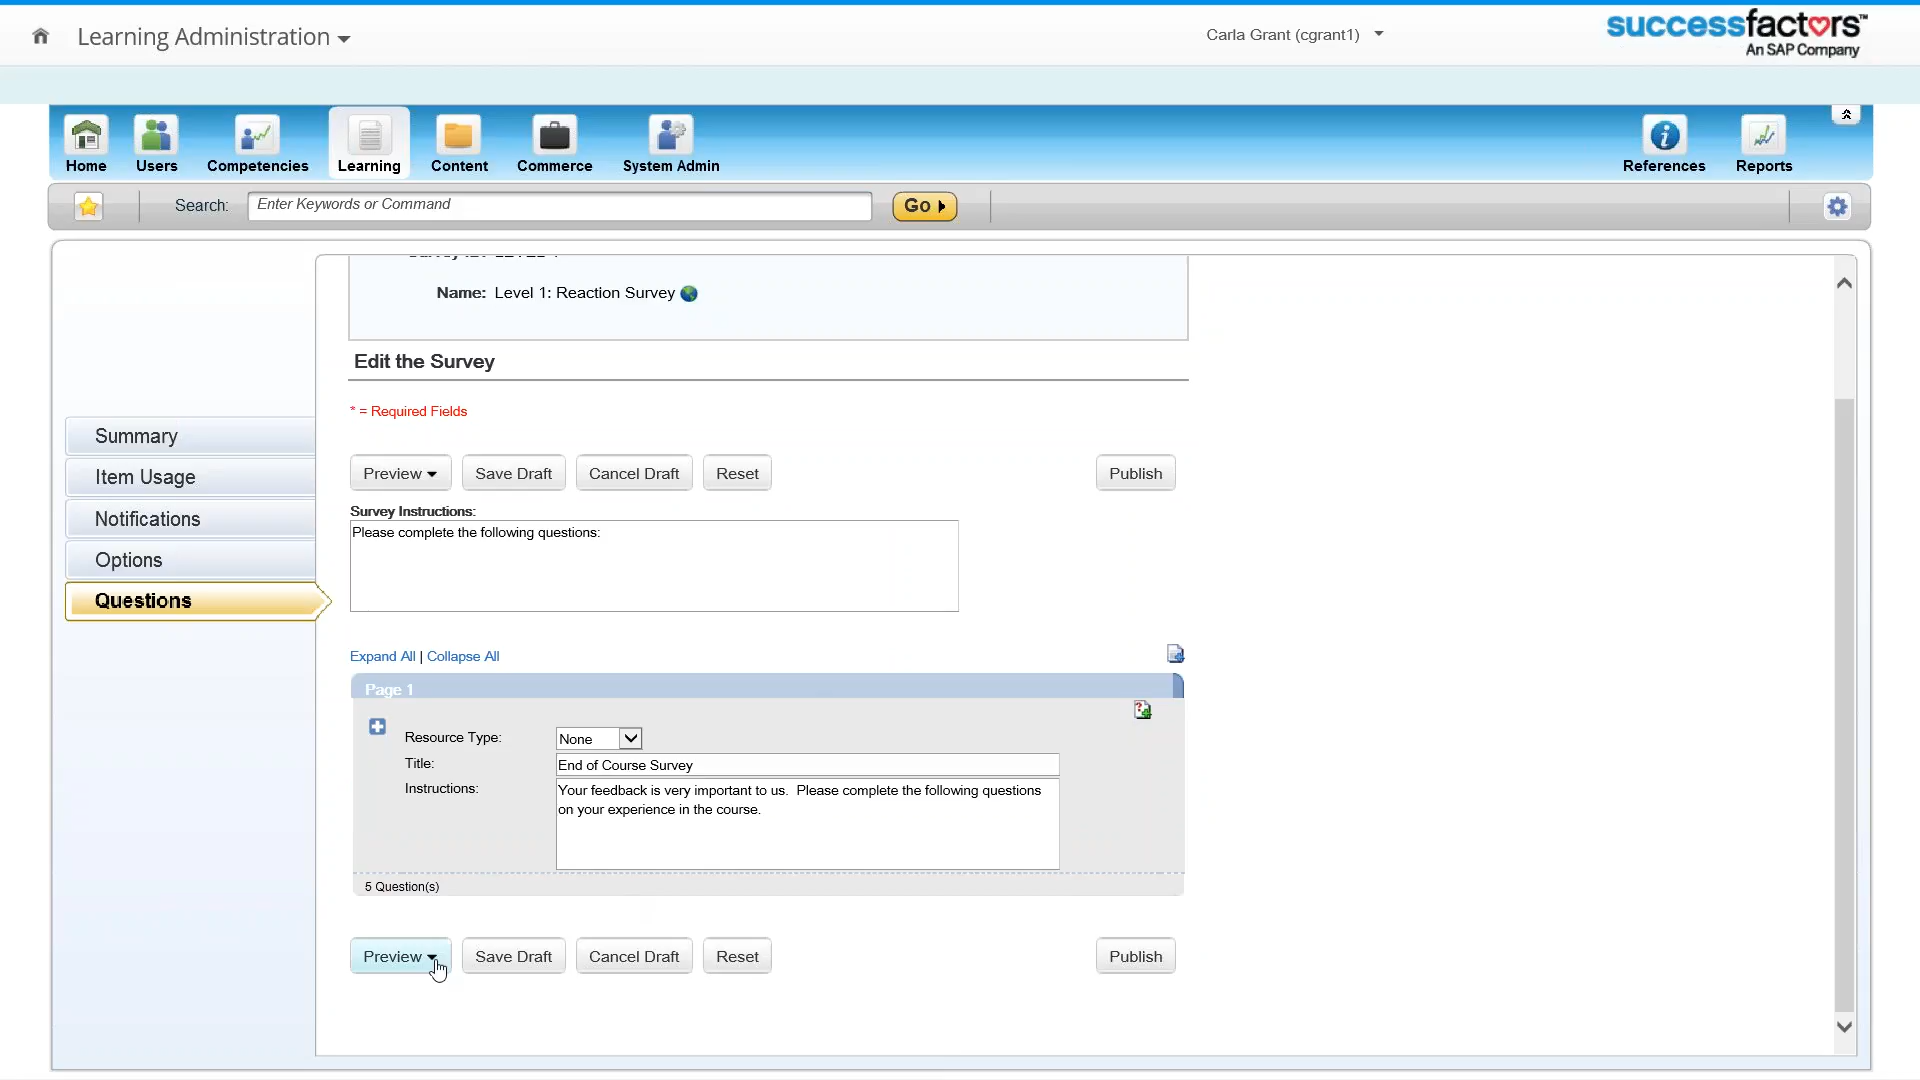 Learning Administration
Carla Grant (cgrant1)
successfactors™
An SAP Company
Home
Users
Competencies
Learning
Content
Commerce
System Admin
References
Reports
Search:
Enter Keywords or Command
Go
Name: Level 1: Reaction Survey
Edit the Survey
* = Required Fields
Summary
Item Usage
Notifications
Options
Questions
Preview
Save Draft
Cancel Draft
Reset
Publish
Survey Instructions:
Please complete the following questions:
Expand All | Collapse All
Page 1
Resource Type:
None
Title:
End of Course Survey
Instructions:
Your feedback is very important to us.  Please complete the following questions
on your experience in the course.
5 Question(s)
Preview
Save Draft
Cancel Draft
Reset
Publish